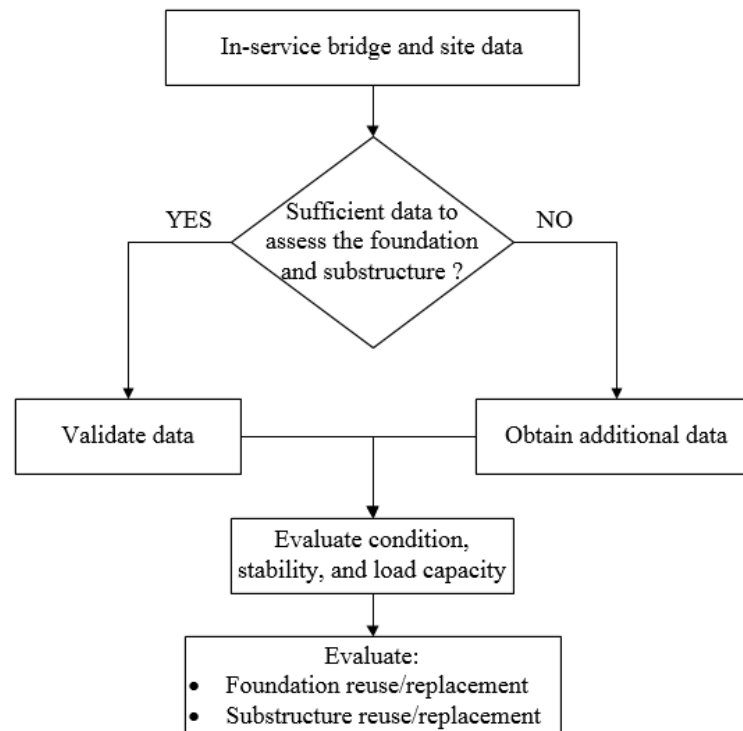 In-service bridge and site data
YES
Sufficient data to
assess the foundation
and substructure ?
NO
Validate data
Obtain additional data
Evaluate condition,
stability, and load capacity
Evaluate:
• Foundation reuse/replacement
• Substructure reuse/replacement